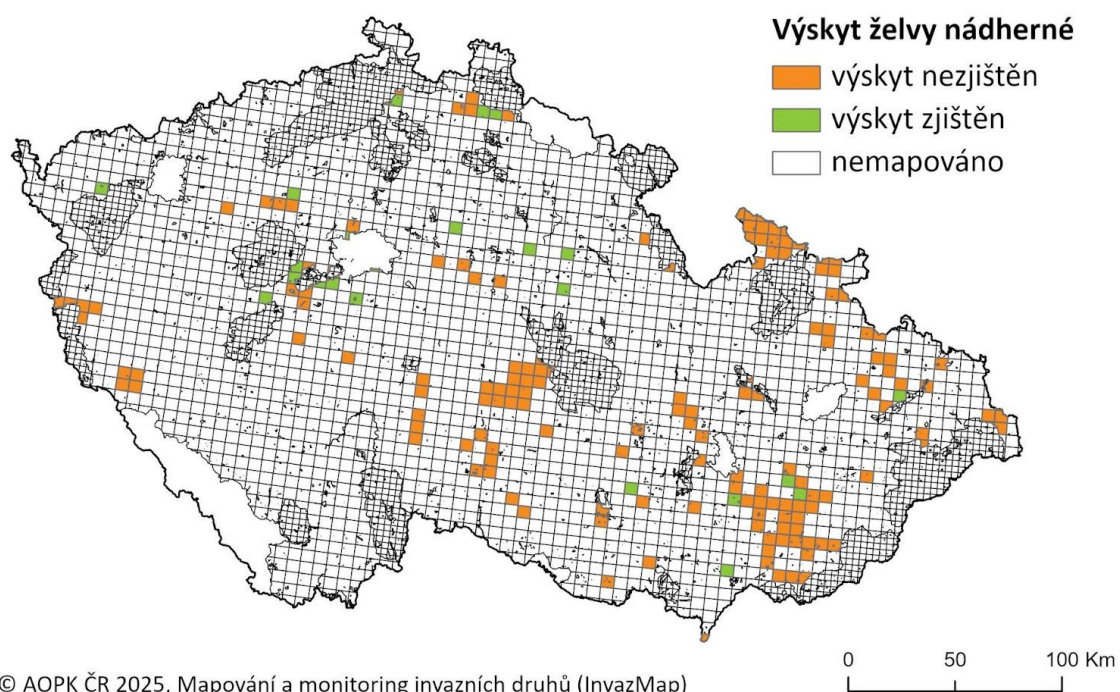 Výskyt želvy nádherné
výskyt nezjištěn
výskyt zjištěn
nemapováno
0 50 100 Km
© AOPK ČR 2025. Mapování a monitoring invazních druhů (InvazMap)